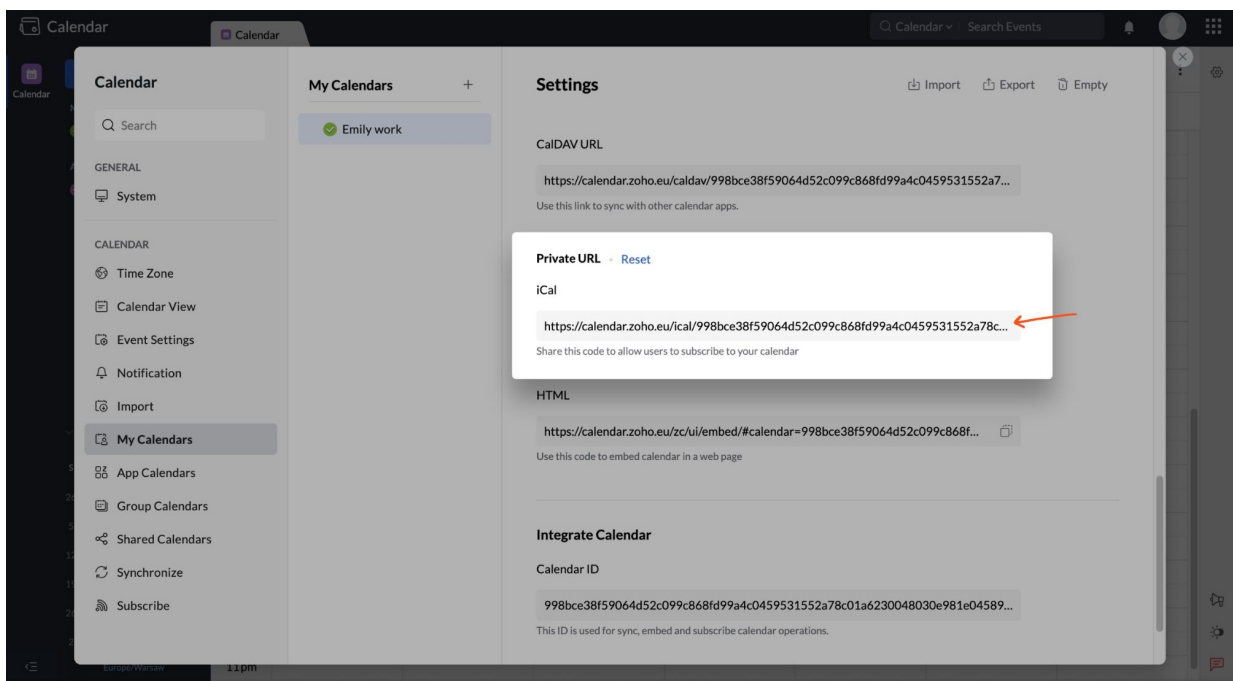 Calendar
Calendar
Calendar
Search Events
Calendar
Calendar
Search
GENERAL
System
CALENDAR
Time Zone
Calendar View
Event Settings
Notification
Import
My Calendars
App Calendars
Group Calendars
Shared Calendars
Synchronize
Subscribe
My Calendars +
Emily work
Settings
Import
Export
Empty
CalDAV URL
https://calendar.zoho.eu/caldav/998bce38f59064d52c099c868fd99a4c0459531552a7...
Use this link to sync with other calendar apps.
Private URL • Reset
iCal
https://calendar.zoho.eu/ical/998bce38f59064d52c099c868fd99a4c0459531552a78c...
Share this code to allow users to subscribe to your calendar
HTML
https://calendar.zoho.eu/zc/ui/embed/#calendar=998bce38f59064d52c099c868f...
Use this code to embed calendar in a web page
Integrate Calendar
Calendar ID
998bce38f59064d52c099c868fd99a4c0459531552a78c01a6230048030e981e04589...
This ID is used for sync, embed and subscribe calendar operations.
Europe/Warsaw
11pm